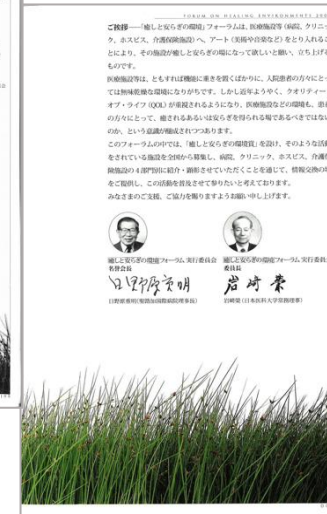 FORUM ON HEALING ENVIRONMENTS
ご挨拶——「癒しと安らぎの環境」フォーラムは、医療施設等（病院、クリニッ
ク、ホスピス、介護保険施設）へ、アート（美術や音楽など）をとり入れるこ
とにより、その施設が癒しと安らぎの場になって欲しいと願い、立ち上げる
ものです。
医療施設等は、ともすれば機能に重きを置くばかりに、入院患者の方々にとっ
ては無味乾燥な環境になりがちです。しかし近年ようやく、クオリティー・
オブ・ライフ（QOL）が重視されるようになり、医療施設などの環境も、患者
の方々にとって、癒されるあるいは安らぎを得られる場であるべきではない
のか、という意識が醸成されつつあります。
このフォーラムの中では、「癒しと安らぎの環境賞」を設け、そのような活動
をされている施設を全国から募集し、病院、クリニック、ホスピス、介護保
険施設の4部門別に紹介・顕彰させていただくことを通じて、情報交換の場
をご提供し、この活動を普及させて参りたいと考えております。
みなさまのご支援、ご協力を賜りますようお願い申し上げます。
癒しと安らぎの環境フォーラム 実行委員会
名誉会長
日野原重明
日野原重明（聖路加国際病院理事長）
癒しと安らぎの環境フォーラム 実行委員会
委員長
岩﨑榮
岩﨑榮（日本医科大学常務理事）